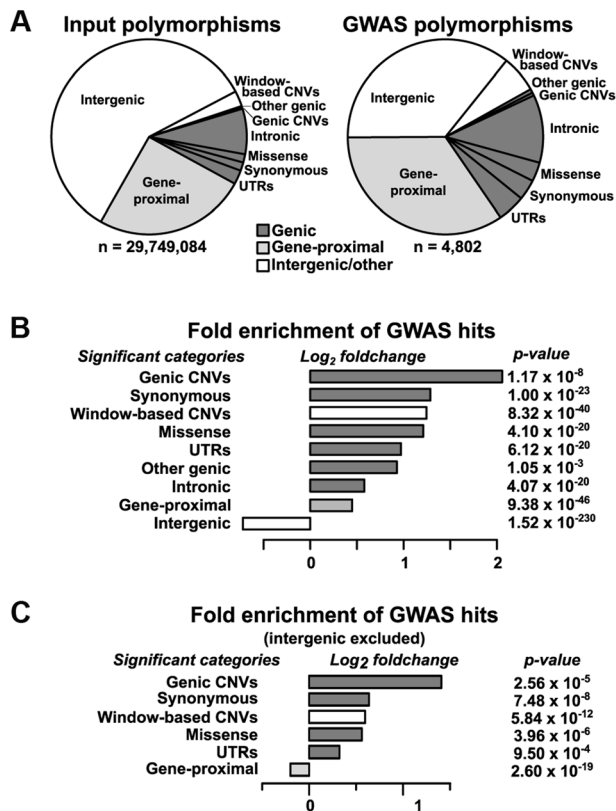 A
Input polymorphisms
GWAS polymorphisms
Intergenic
Window-
based CNVs
Other genic
Genic CNVs
Intronic
Missense
Synonymous
UTRs
Gene-
proximal
n = 29,749,084
Intergenic
Window-
based CNVs
Other genic
Genic CNVs
Intronic
Missense
Synonymous
UTRs
Gene-
proximal
n = 4,802
Genic
Gene-proximal
Intergenic/other
B
Fold enrichment of GWAS hits
Significant categories Log2 foldchange p-value
Genic CNVs 1.17 x 10-8
Synonymous 1.00 x 10-23
Window-based CNVs 8.32 x 10-40
Missense 4.10 x 10-20
UTRs 6.12 x 10-20
Other genic 1.05 x 10-3
Intronic 4.07 x 10-20
Gene-proximal 9.38 x 10-46
Intergenic 1.52 x 10-230
0 1 2
C
Fold enrichment of GWAS hits
(intergenic excluded)
Significant categories Log2 foldchange p-value
Genic CNVs 2.56 x 10-5
Synonymous 7.48 x 10-8
Window-based CNVs 5.84 x 10-12
Missense 3.96 x 10-6
UTRs 9.50 x 10-4
Gene-proximal 2.60 x 10-19
0 1